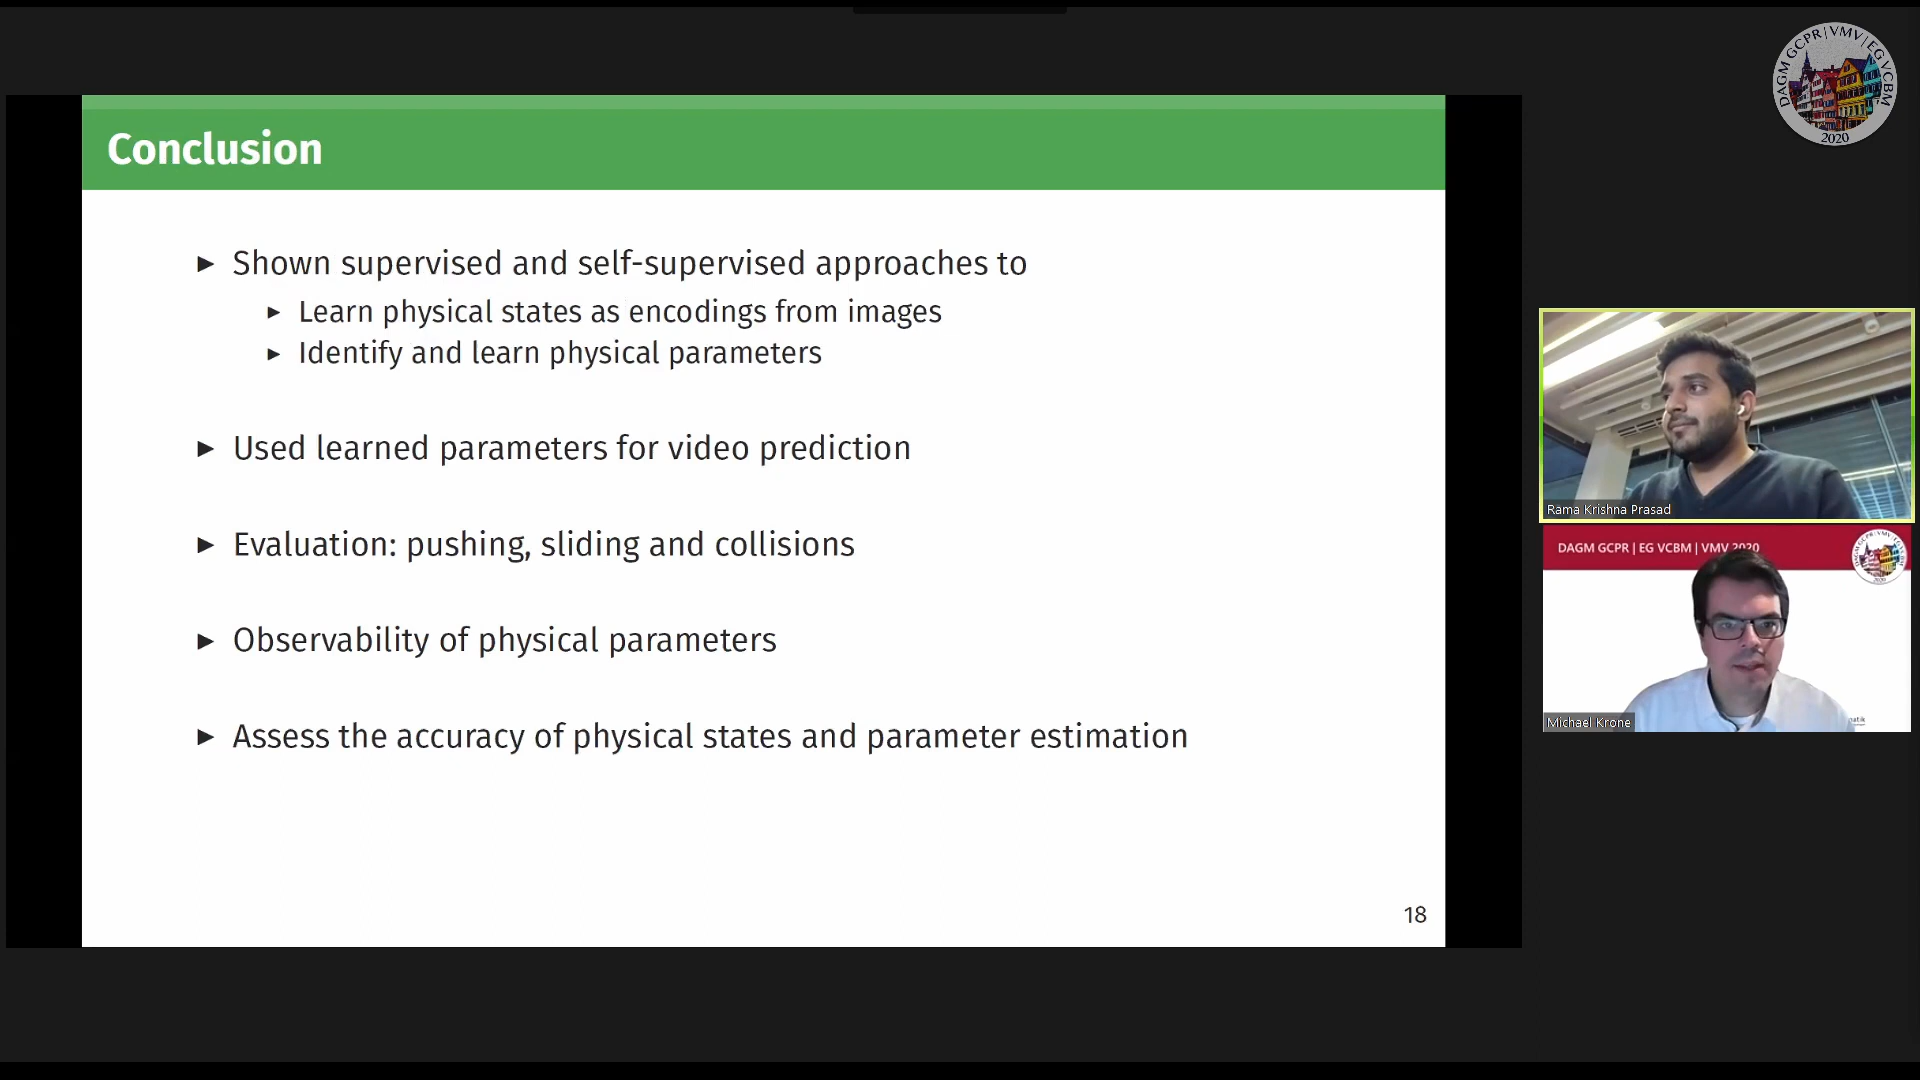 DAGM GCPR | VMV | EG VCBM
2020
Conclusion
► Shown supervised and self-supervised approaches to
► Learn physical states as encodings from images
► Identify and learn physical parameters
► Used learned parameters for video prediction
► Evaluation: pushing, sliding and collisions
► Observability of physical parameters
► Assess the accuracy of physical states and parameter estimation
18
Rama Krishna Prasad
DAGM GCPR | EG VCBM | VMV 2020
Michael Krone